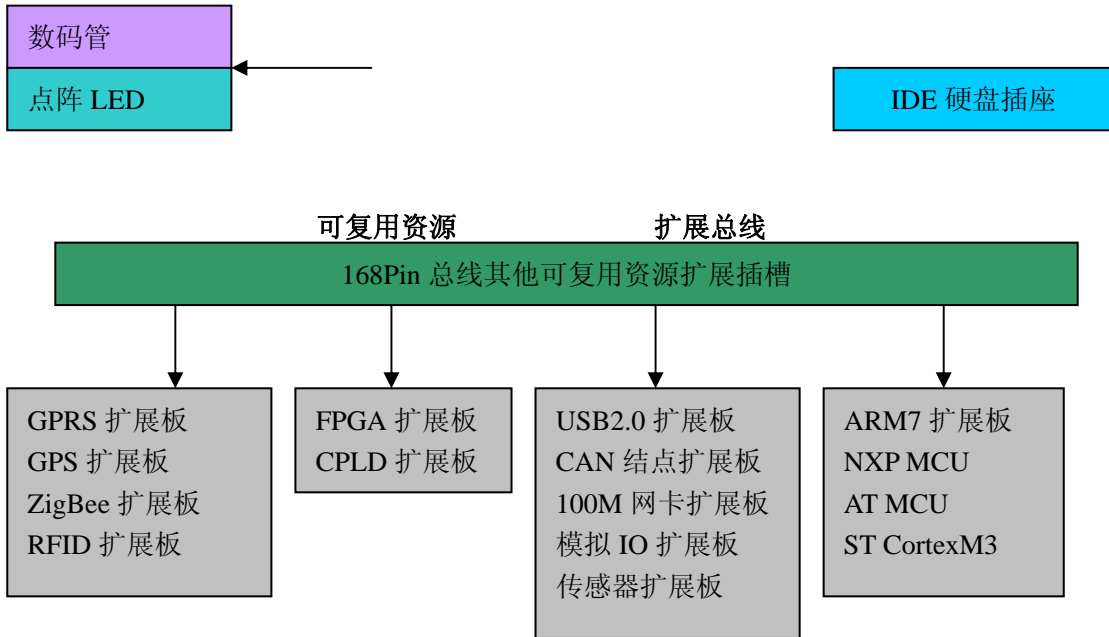 数码管
点阵 LED
IDE 硬盘插座
可复用资源
扩展总线
168Pin 总线其他可复用资源扩展插槽
GPRS 扩展板
GPS 扩展板
ZigBee 扩展板
RFID 扩展板
FPGA 扩展板
CPLD 扩展板
USB2.0 扩展板
CAN 结点扩展板
100M 网卡扩展板
模拟 IO 扩展板
传感器扩展板
ARM7 扩展板
NXP MCU
AT MCU
ST CortexM3